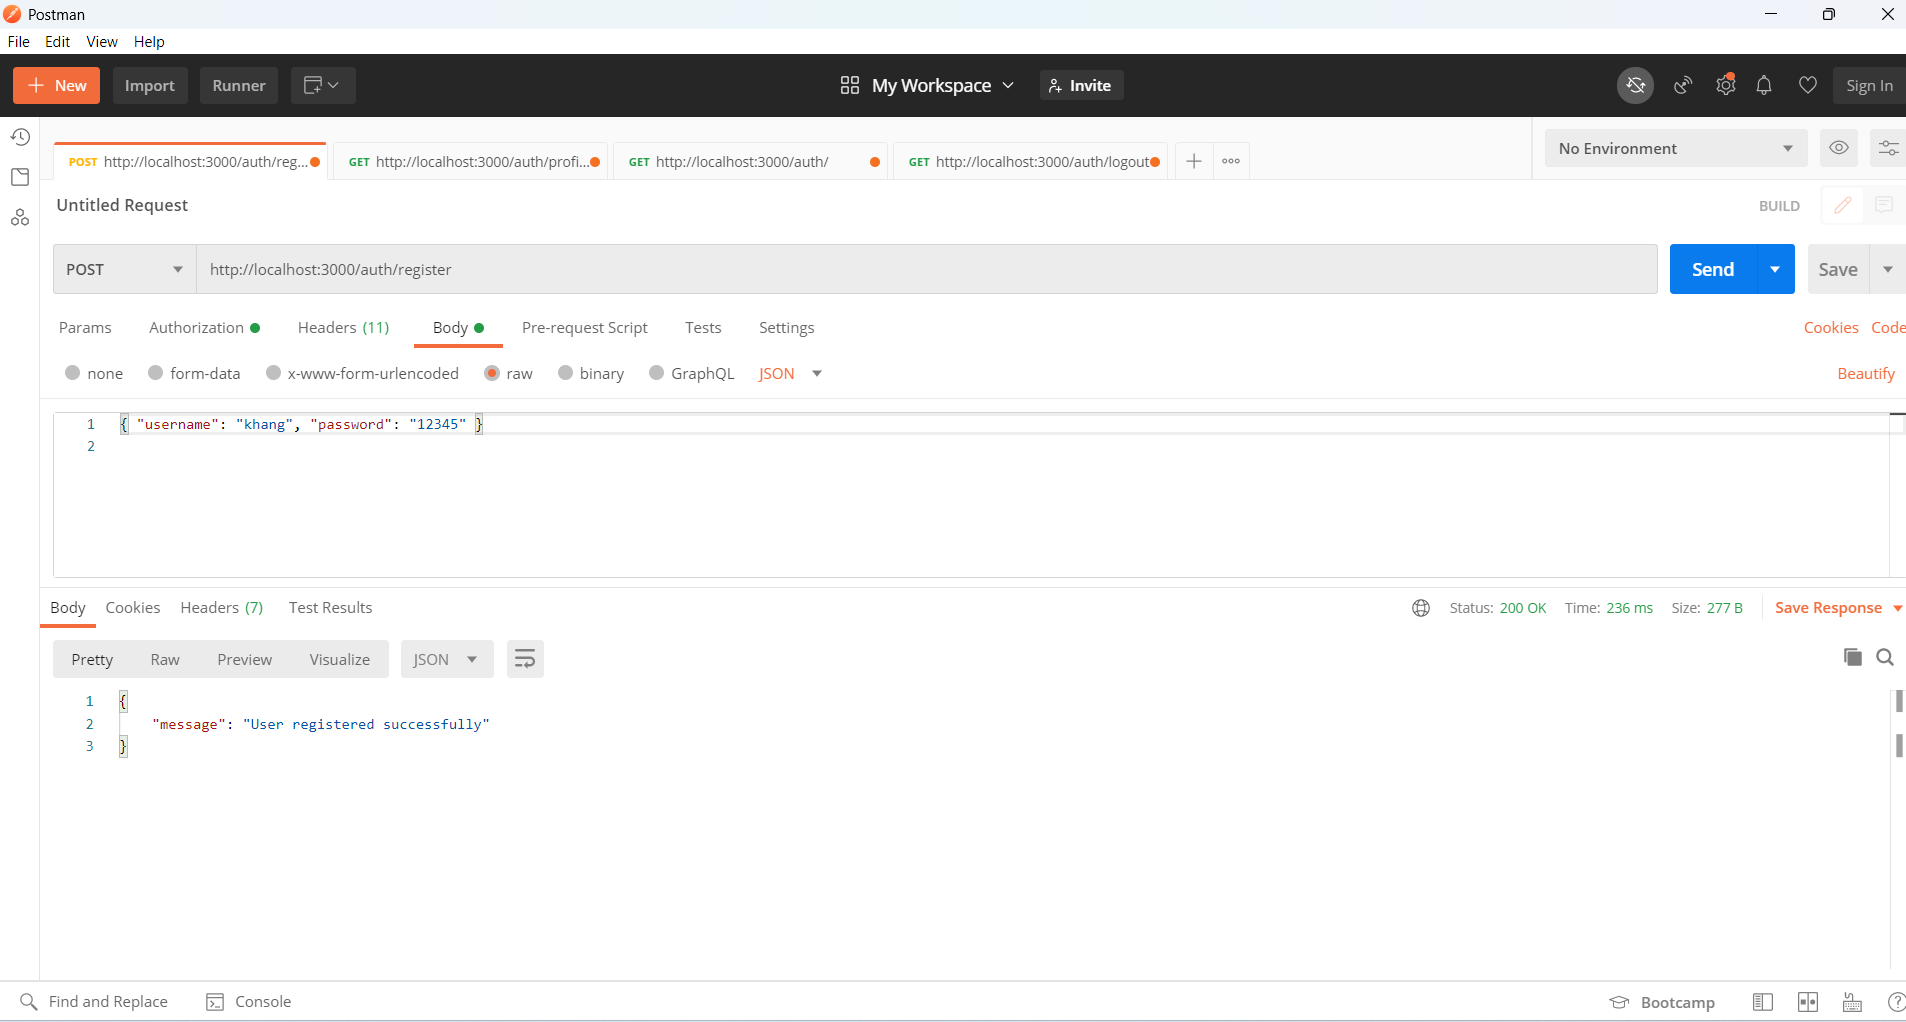 Postman
File Edit View Help
New Import Runner My Workspace Invite Sign In
POST http://localhost:3000/auth/reg... GET http://localhost:3000/auth/profi... GET http://localhost:3000/auth/ GET http://localhost:3000/auth/logout No Environment
Untitled Request BUILD
POST http://localhost:3000/auth/register Send Save
Params Authorization Headers (11) Body Pre-request Script Tests Settings Cookies Code
none form-data x-www-form-urlencoded raw binary GraphQL JSON Beautify
1 { "username": "khang", "password": "12345" }
2
Body Cookies Headers (7) Test Results Status: 200 OK Time: 236 ms Size: 277 B Save Response
Pretty Raw Preview Visualize JSON
1 {
2 "message": "User registered successfully"
3 }
Find and Replace Console Bootcamp